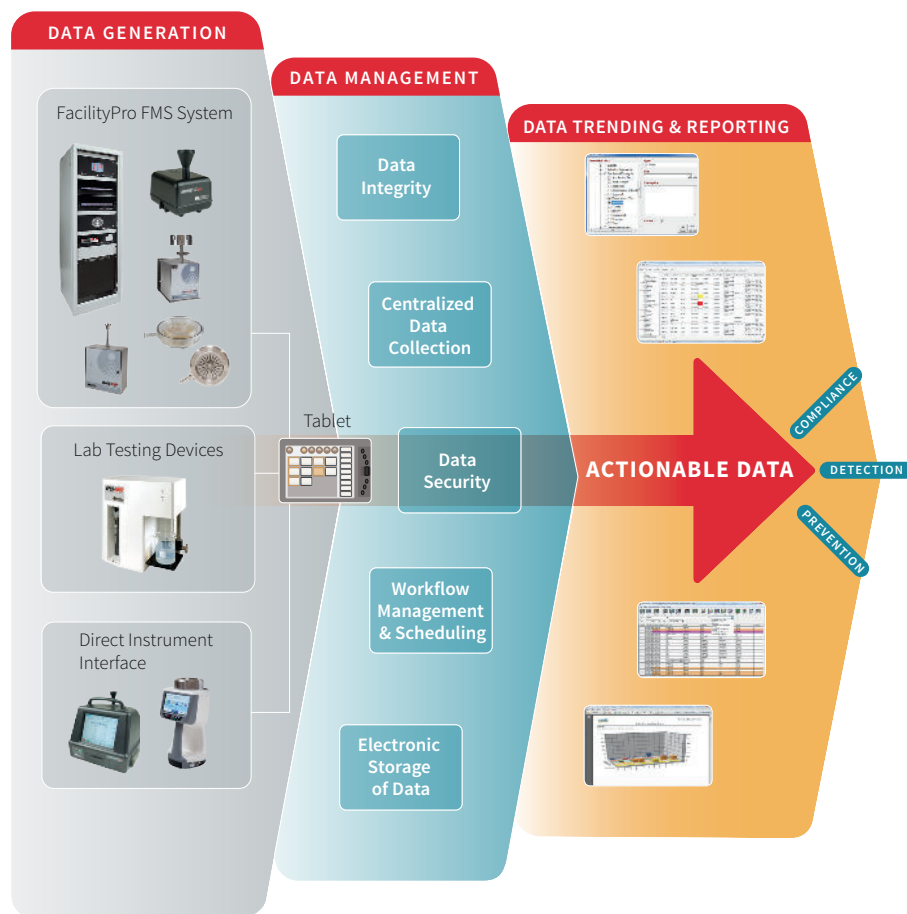 DATA GENERATION
FacilityPro FMS System
Lab Testing Devices
Direct Instrument
Interface
DATA MANAGEMENT
Data
Integrity
Centralized
Data
Collection
Tablet
Data
Security
Workflow
Management
& Scheduling
Electronic
Storage
of Data
DATA TRENDING & REPORTING
ACTIONABLE DATA
COMPLIANCE
DETECTION
PREVENTION